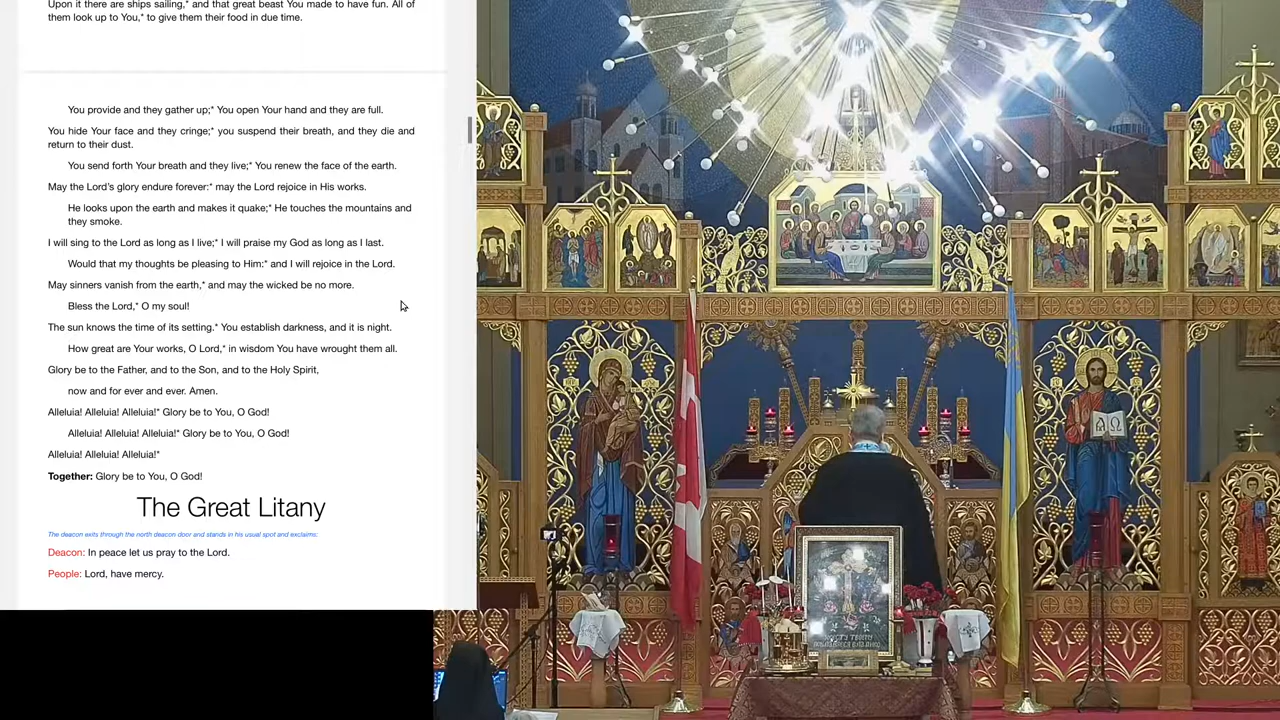 Upon it there are ships sailing,* and that great beast You made to have fun. All of
them look up to You,* to give them their food in due time.
You provide and they gather up;* You open Your hand and they are full.
You hide Your face and they cringe;* you suspend their breath, and they die and
return to their dust.
You send forth Your breath and they live;* You renew the face of the earth.
May the Lord's glory endure forever:* may the Lord rejoice in His works.
He looks upon the earth and makes it quake;* He touches the mountains and
they smoke.
I will sing to the Lord as long as I live;* I will praise my God as long as I last.
Would that my thoughts be pleasing to Him:* and I will rejoice in the Lord.
May sinners vanish from the earth,* and may the wicked be no more.
Bless the Lord,* O my soul!
The sun knows the time of its setting.* You establish darkness, and it is night.
How great are Your works, O Lord,* in wisdom You have wrought them all.
Glory be to the Father, and to the Son, and to the Holy Spirit,
now and for ever and ever. Amen.
Alleluia! Alleluia! Alleluia!* Glory be to You, O God!
Alleluia! Alleluia! Alleluia!* Glory be to You, O God!
Alleluia! Alleluia! Alleluia!*
Together: Glory be to You, O God!
The Great Litany
The deacon exits through the north deacon door and stands in his usual spot and exclaims:
Deacon: In peace let us pray to the Lord.
People: Lord, have mercy.
Α Ω